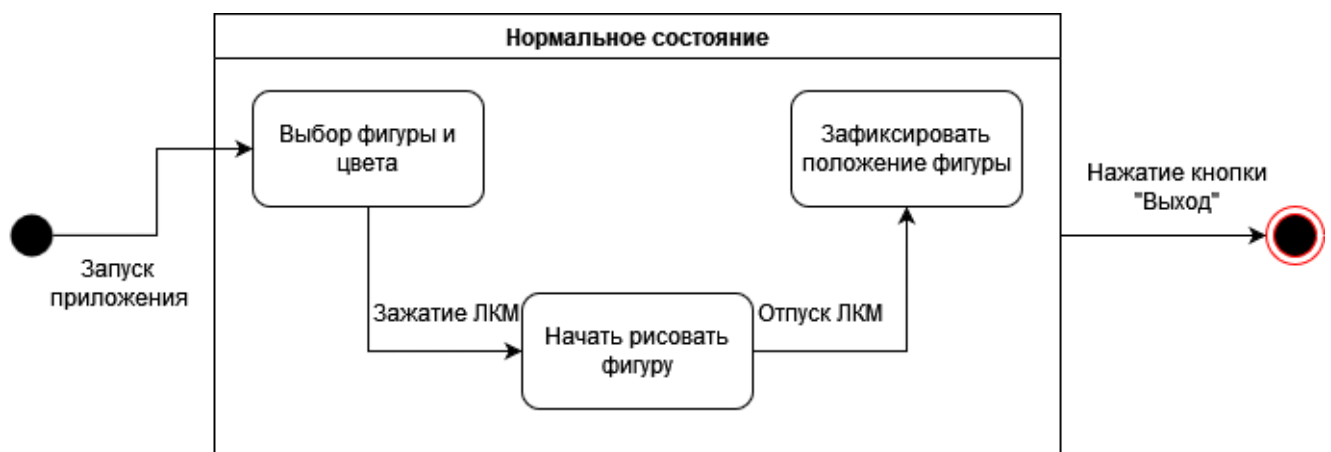 Нормальное состояние
Выбор фигуры и
цвета
Зафиксировать
положение фигуры
Нажатие кнопки
"Выход"
Запуск
приложения
Зажатие ЛКМ
Начать рисовать
фигуру
Отпуск ЛКМ